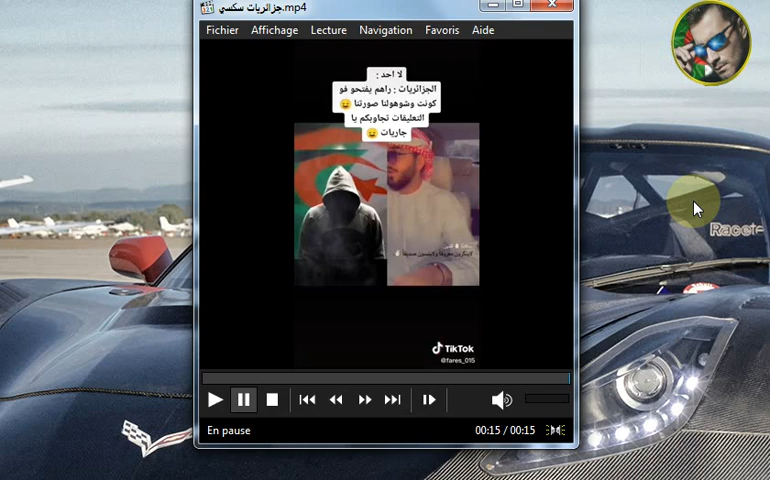 جزائريات سكسي.mp4
Fichier Affichage Lecture Navigation Favoris Aide
لا احد :
الجزائريات : راهم يفتحو فو
كونت وشوهولنا صورتنا 😀
التعليقات تجاوبكم يا
جاريات 😀
TikTok
@fares_015
Racer
En pause 00:15 / 00:15